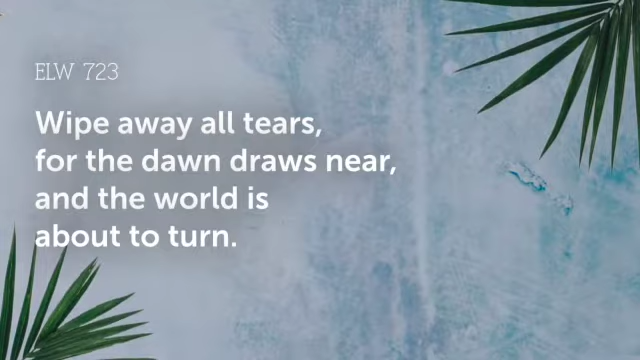 ELW 723
Wipe away all tears,
for the dawn draws near,
and the world is
about to turn.